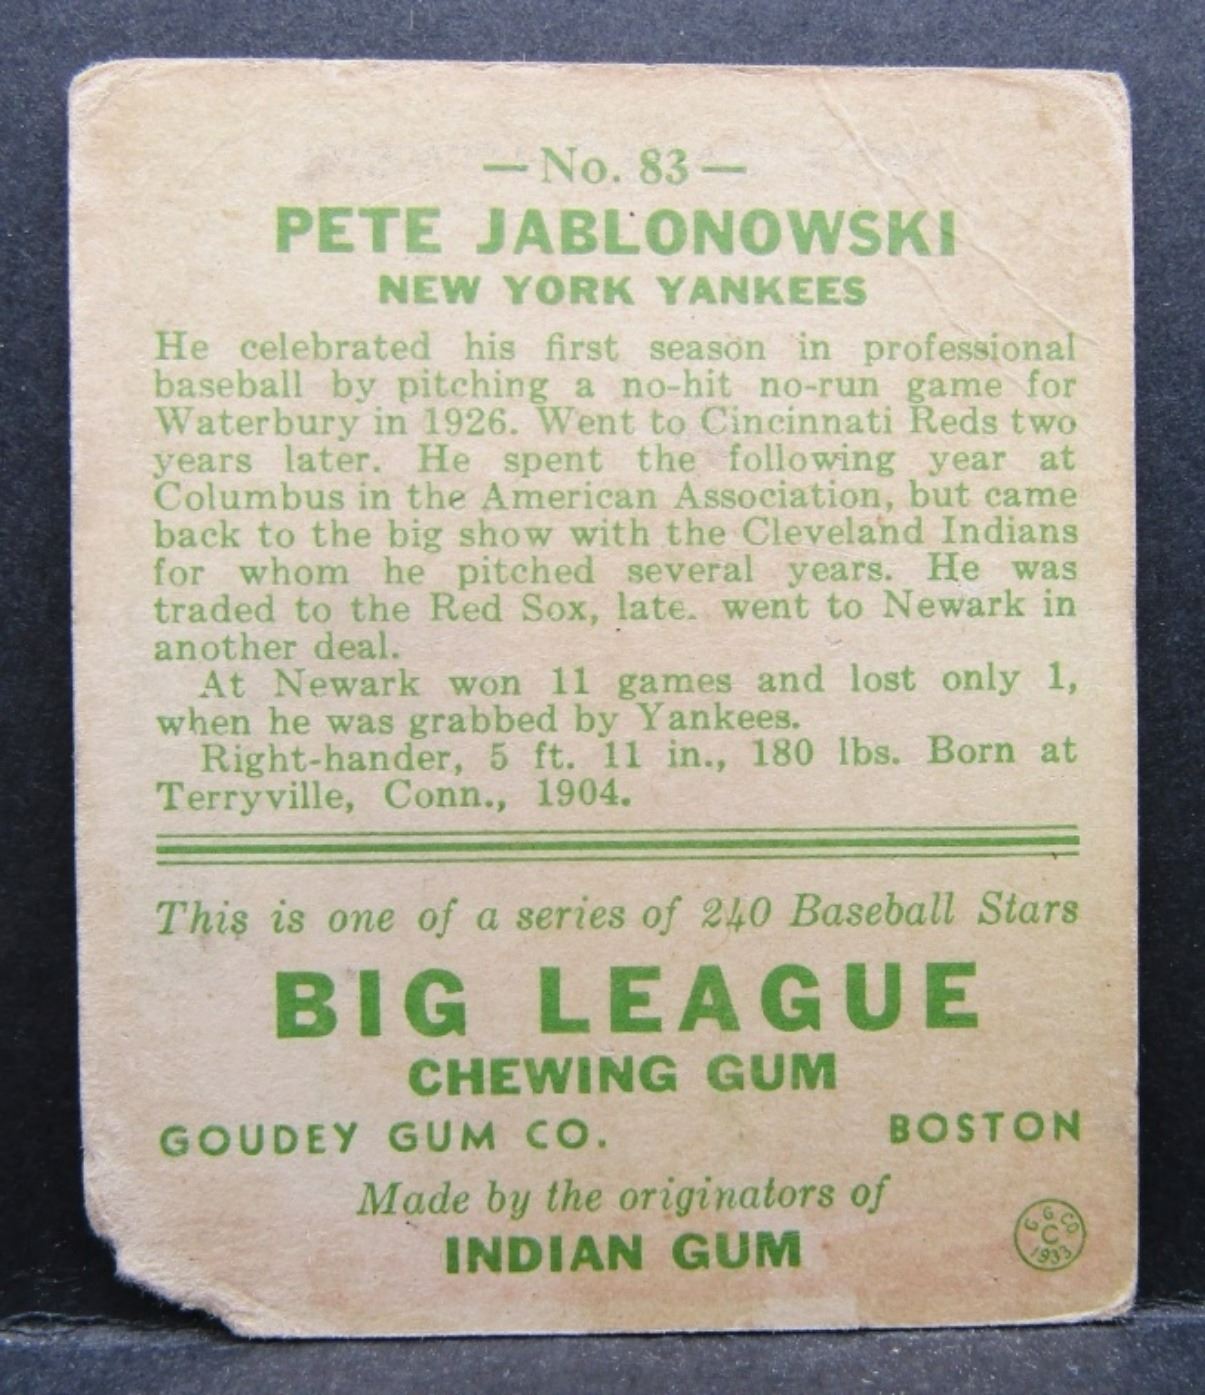 — No. 83 —
PETE JABLONOWSKI
NEW YORK YANKEES
He celebrated his first season in professional
baseball by pitching a no-hit no-run game for
Waterbury in 1926. Went to Cincinnati Reds two
years later. He spent the following year at
Columbus in the American Association, but came
back to the big show with the Cleveland Indians
for whom he pitched several years. He was
traded to the Red Sox, late. went to Newark in
another deal.
At Newark won 11 games and lost only 1,
when he was grabbed by Yankees.
Right-hander, 5 ft. 11 in., 180 lbs. Born at
Terryville, Conn., 1904.
This is one of a series of 240 Baseball Stars
BIG LEAGUE
CHEWING GUM
GOUDEY GUM CO. BOSTON
Made by the originators of
INDIAN GUM
G. G. CO.
C
1933